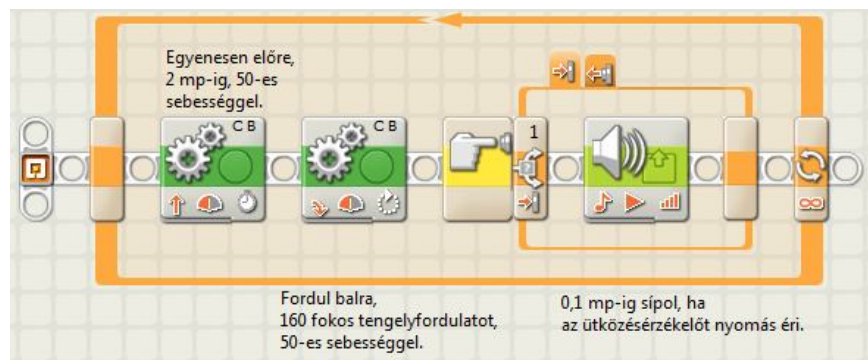 Egyenesen előre,
2 mp-ig, 50-es
sebességgel.
C B
C B
1
Fordul balra,
160 fokos tengelyfordulatot,
50-es sebességgel.
0,1 mp-ig sípol, ha
az ütközésérzékelőt nyomás éri.